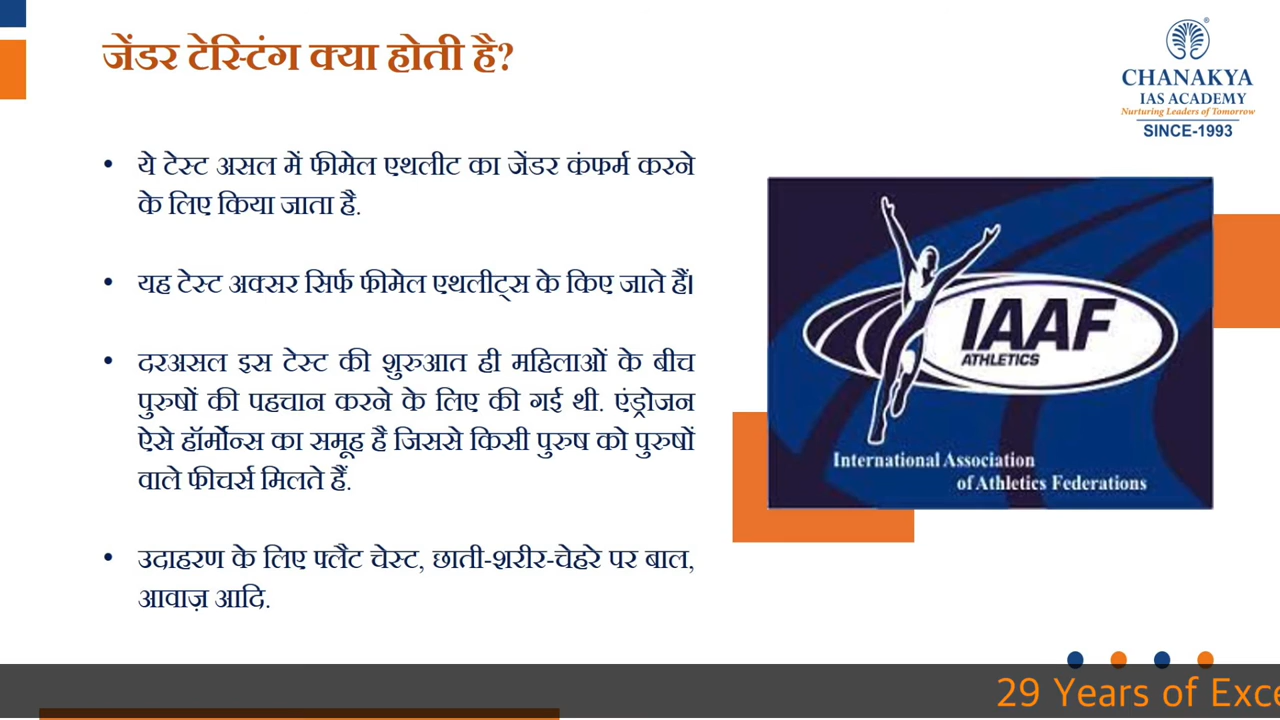 जेंडर टेस्टिंग क्या होती है?
CHANAKYA
IAS ACADEMY
Nurturing Leaders of Tomorrow
SINCE-1993
• ये टेस्ट असल में फीमेल एथलीट का जेंडर कंफर्म करने
के लिए किया जाता है.
• यह टेस्ट अक्सर सिर्फ फीमेल एथलीट्स के किए जाते हैं।
• दरअसल इस टेस्ट की शुरुआत ही महिलाओं के बीच
पुरुषों की पहचान करने के लिए की गई थी. एंड्रोजन
ऐसे हॉर्मोन्स का समूह है जिससे किसी पुरुष को पुरुषों
वाले फीचर्स मिलते हैं.
• उदाहरण के लिए फ्लैट चेस्ट, छाती-शरीर-चेहरे पर बाल,
आवाज़ आदि.
IAAF
ATHLETICS
International Association
of Athletics Federations
29 Years of Exce